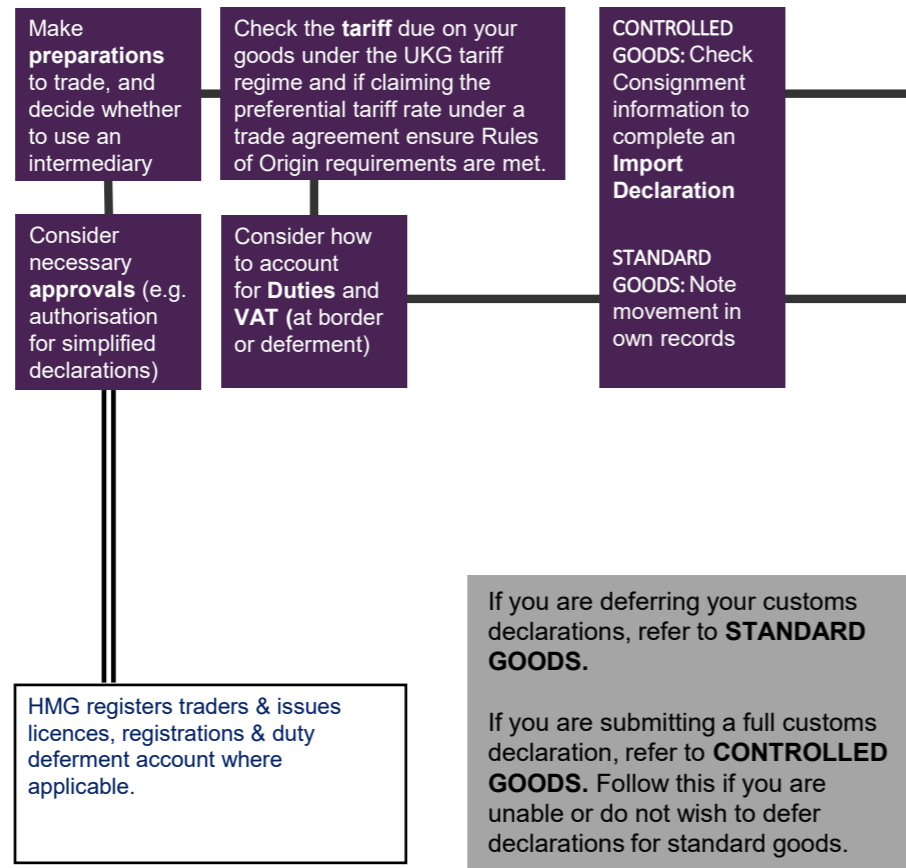 Make
preparations
to trade, and
decide whether
to use an
intermediary
Check the tariff due on your
goods under the UKG tariff
regime and if claiming the
preferential tariff rate under a
trade agreement ensure Rules
of Origin requirements are met.
CONTROLLED
GOODS: Check
Consignment
information to
complete an
Import
Declaration
STANDARD
GOODS: Note
movement in
own records
Consider
necessary
approvals (e.g.
authorisation
for simplified
declarations)
Consider how
to account
for Duties and
VAT (at border
or deferment)
HMG registers traders & issues
licences, registrations & duty
deferment account where
applicable.
If you are deferring your customs
declarations, refer to STANDARD
GOODS.
If you are submitting a full customs
declaration, refer to CONTROLLED
GOODS. Follow this if you are
unable or do not wish to defer
declarations for standard goods.